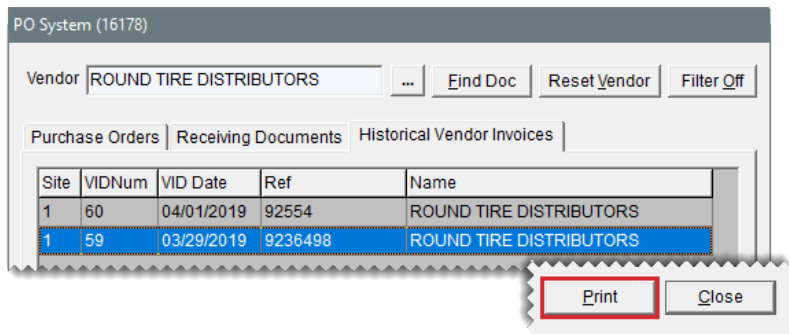 PO System (16178)
Vendor ROUND TIRE DISTRIBUTORS ... Find Doc Reset Vendor Filter Off
Purchase Orders Receiving Documents Historical Vendor Invoices
Site VIDNum VID Date Ref Name
1 60 04/01/2019 92554 ROUND TIRE DISTRIBUTORS
1 59 03/29/2019 9236498 ROUND TIRE DISTRIBUTORS
Print Close